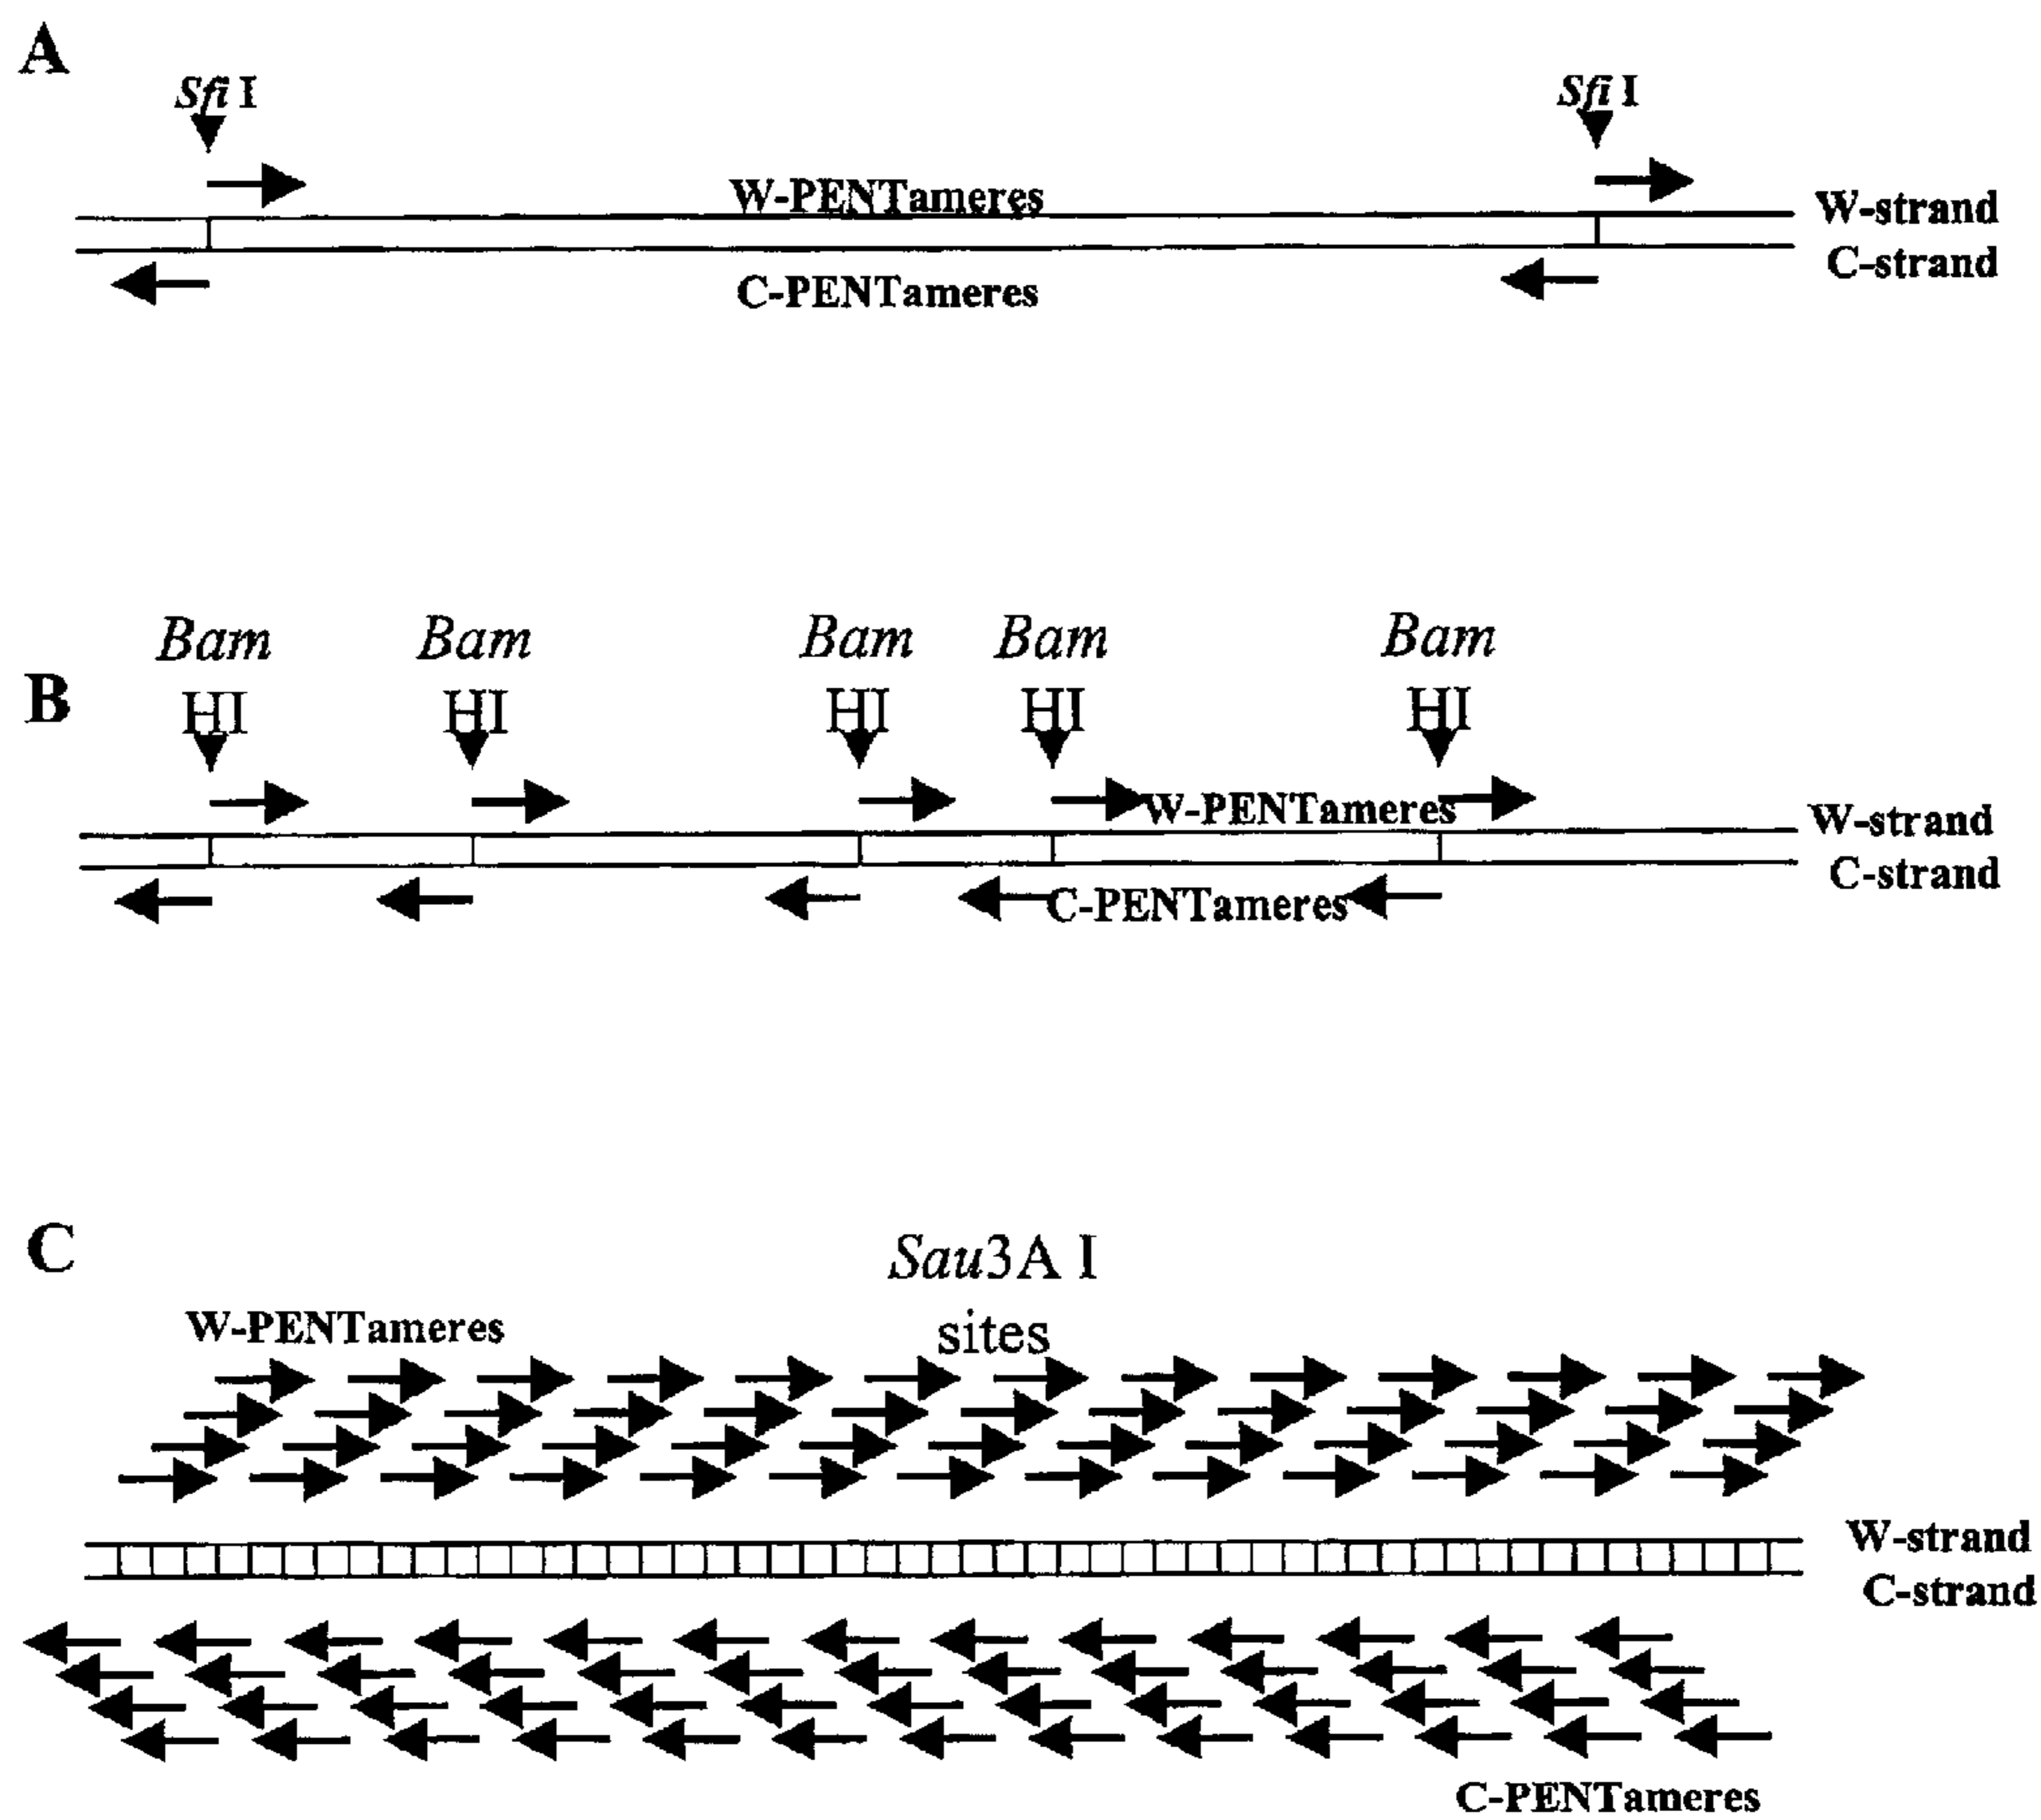 A
Sfi I Sfi I
W-PENTameres
W-strand
C-strand
C-PENTameres
Bam Bam Bam Bam Bam
B
HI HI HI HI HI
W-PENTameres
W-strand
C-strand
C-PENTameres
C
Sau3A I
sites
W-PENTameres
W-strand
C-strand
C-PENTameres